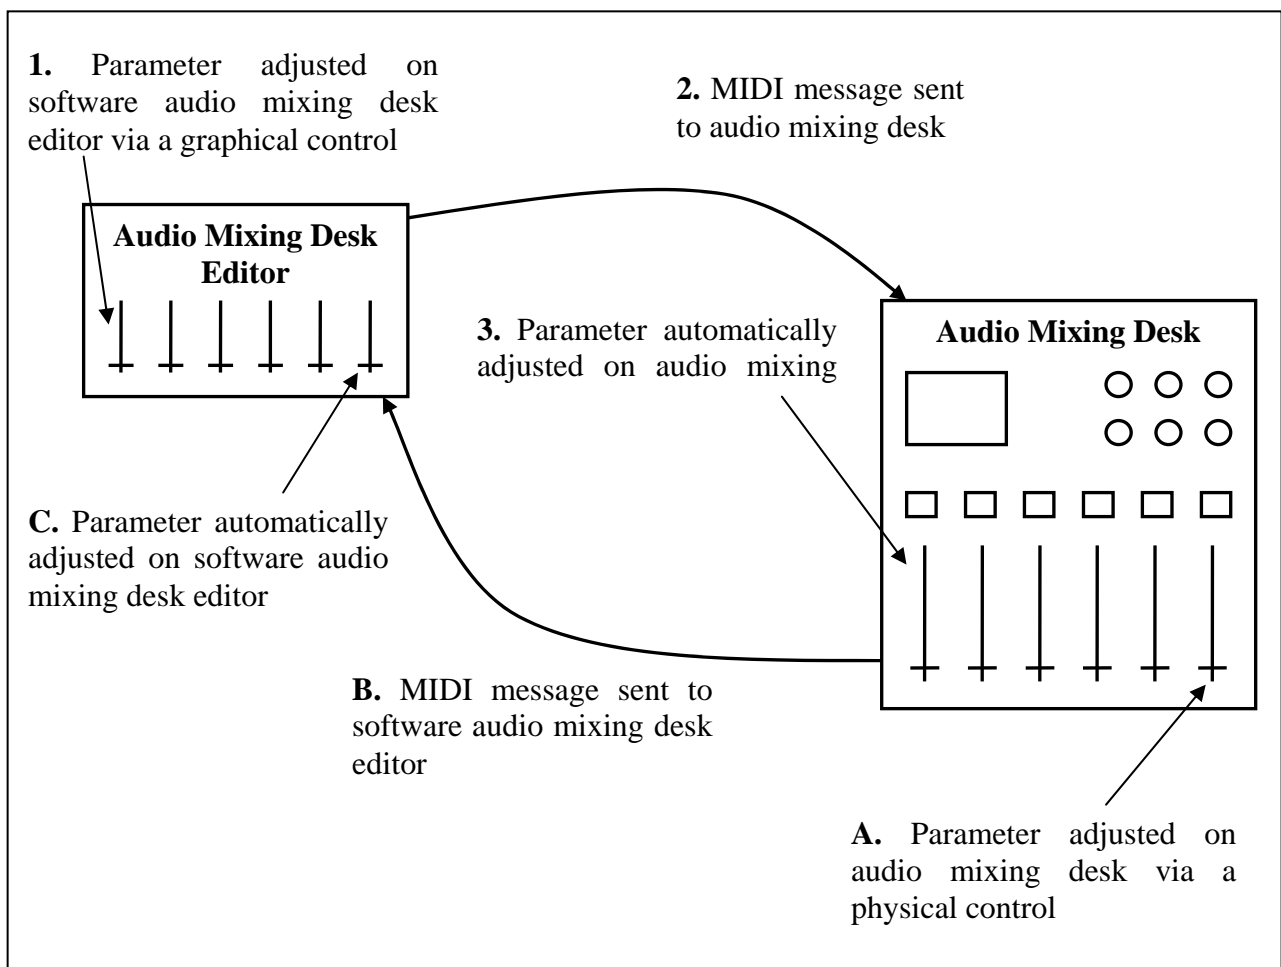 1. Parameter adjusted on
software audio mixing desk
editor via a graphical control
2. MIDI message sent
to audio mixing desk
Audio Mixing Desk
Editor
3. Parameter automatically
adjusted on audio mixing
Audio Mixing Desk
C. Parameter automatically
adjusted on software audio
mixing desk editor
B. MIDI message sent to
software audio mixing desk
editor
A. Parameter adjusted on
audio mixing desk via a
physical control